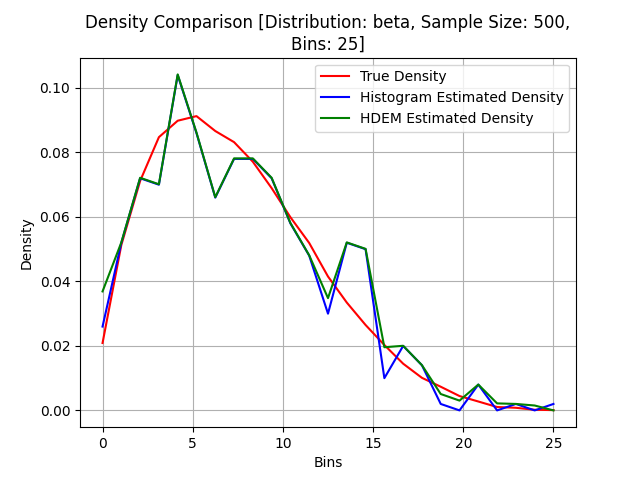 Density Comparison [Distribution: beta, Sample Size: 500,
Bins: 25]
True Density
Histogram Estimated Density
HDEM Estimated Density
Density
0.10
0.08
0.06
0.04
0.02
0.00
0
5
10
15
20
25
Bins